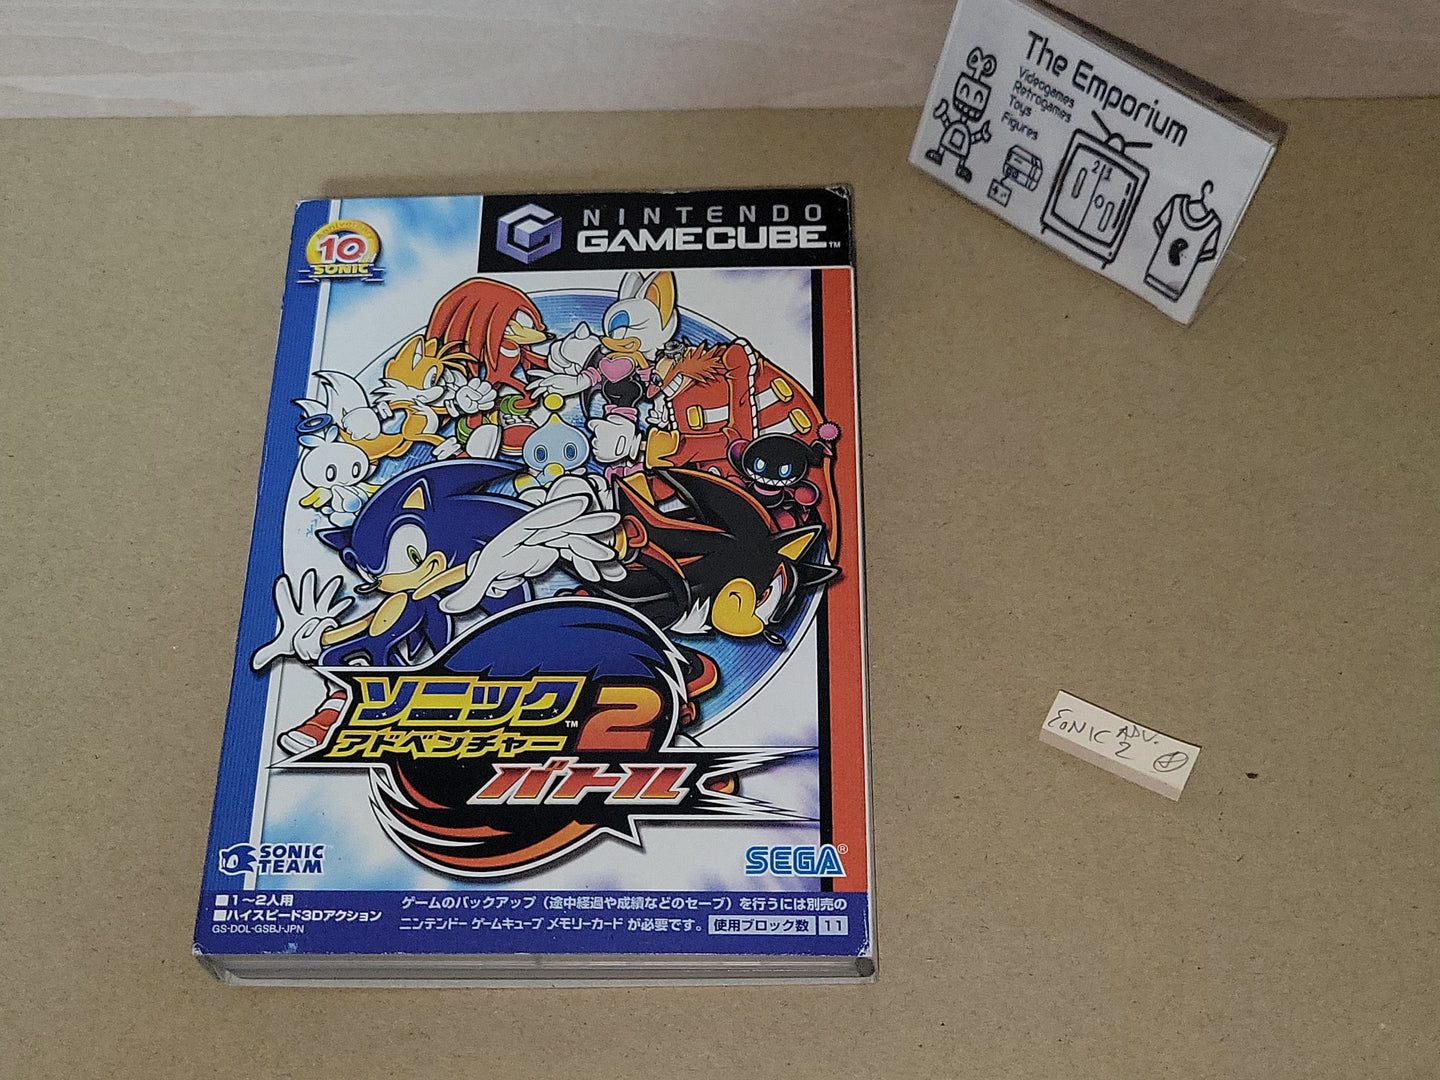 The Emporium
Videogames
Retrogames
Toys
Figures
21
NINTENDO
GAMECUBE™
Anniversary
10
SONIC
ソニック™
アドベンチャー2
バトル
SONIC
TEAM
SEGA®
■1〜2人用
■ハイスピード3Dアクション
GS-DOL-GSBJ-JPN
ゲームのバックアップ（途中経過や成績などのセーブ）を行うには別売の
ニンテンドー ゲームキューブ メモリーカード が必要です。 使用ブロック数 11
SONIC ADV.
2